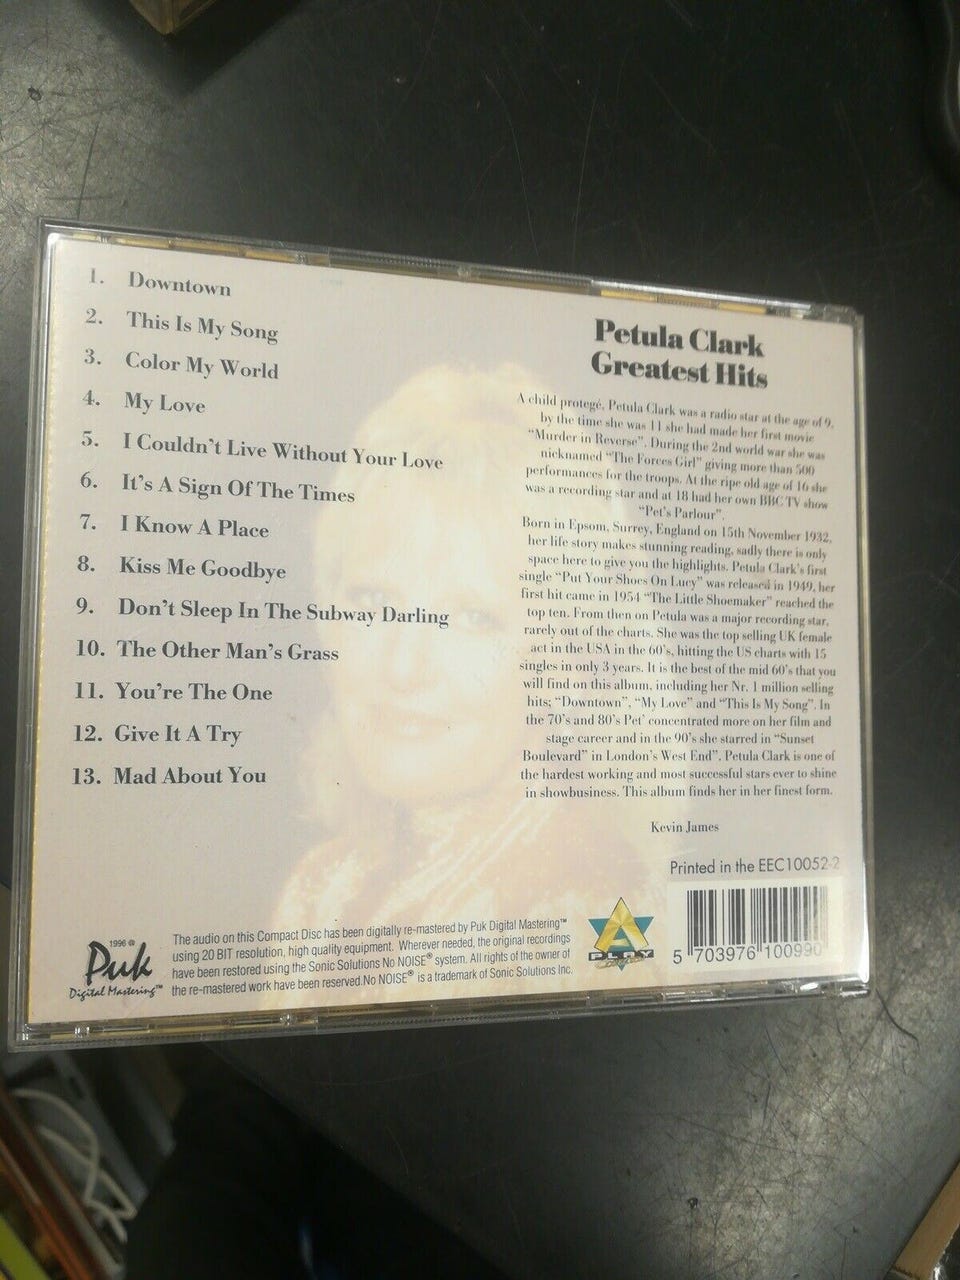 1. Downtown
2. This Is My Song
3. Color My World
4. My Love
5. I Couldn't Live Without Your Love
6. It's A Sign Of The Times
7. I Know A Place
8. Kiss Me Goodbye
9. Don't Sleep In The Subway Darling
10. The Other Man's Grass
11. You're The One
12. Give It A Try
13. Mad About You
Petula Clark
Greatest Hits
A child protegé, Petula Clark was a radio star at the age of 9,
by the time she was 11 she had made her first movie
"Murder in Reverse". During the 2nd world war she was
nicknamed "The Forces Girl" giving more than 500
performances for the troops. At the ripe old age of 16 she
was a recording star and at 18 had her own BBC TV show
"Pet's Parlour".
Born in Epsom, Surrey, England on 15th November 1932,
her life story makes stunning reading, sadly there is only
space here to give you the highlights. Petula Clark's first
single "Put Your Shoes On Lucy" was released in 1949, her
first hit came in 1954 "The Little Shoemaker" reached the
top ten. From then on Petula was a major recording star,
rarely out of the charts. She was the top selling UK female
act in the USA in the 60's, hitting the US charts with 15
singles in only 3 years. It is the best of the mid 60's that you
will find on this album, including her Nr. 1 million selling
hits; "Downtown", "My Love" and "This Is My Song". In
the 70's and 80's Pet' concentrated more on her film and
stage career and in the 90's she starred in "Sunset
Boulevard" in London's West End". Petula Clark is one of
the hardest working and most successful stars ever to shine
in showbusiness. This album finds her in her finest form.
Kevin James
Printed in the EEC10052-2
1996 ℗
Puk
Digital Mastering™
The audio on this Compact Disc has been digitally re-mastered by Puk Digital Mastering™
using 20 BIT resolution, high quality equipment. Wherever needed, the original recordings
have been restored using the Sonic Solutions No NOISE® system. All rights of the owner of
the re-mastered work have been reserved.No NOISE® is a trademark of Sonic Solutions Inc.
A
PLAY
5 703976 100990